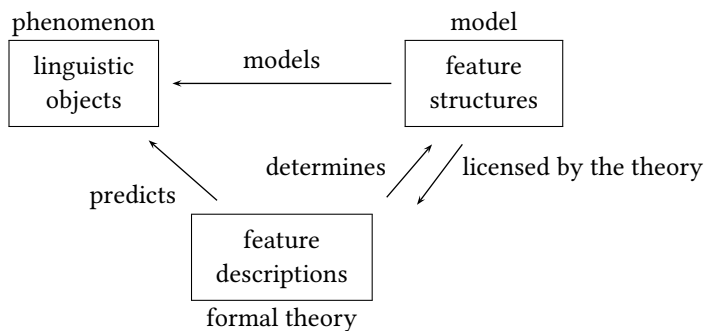 phenomenon
model
linguistic
objects
models
feature
structures
predicts
determines
licensed by the theory
feature
descriptions
formal theory